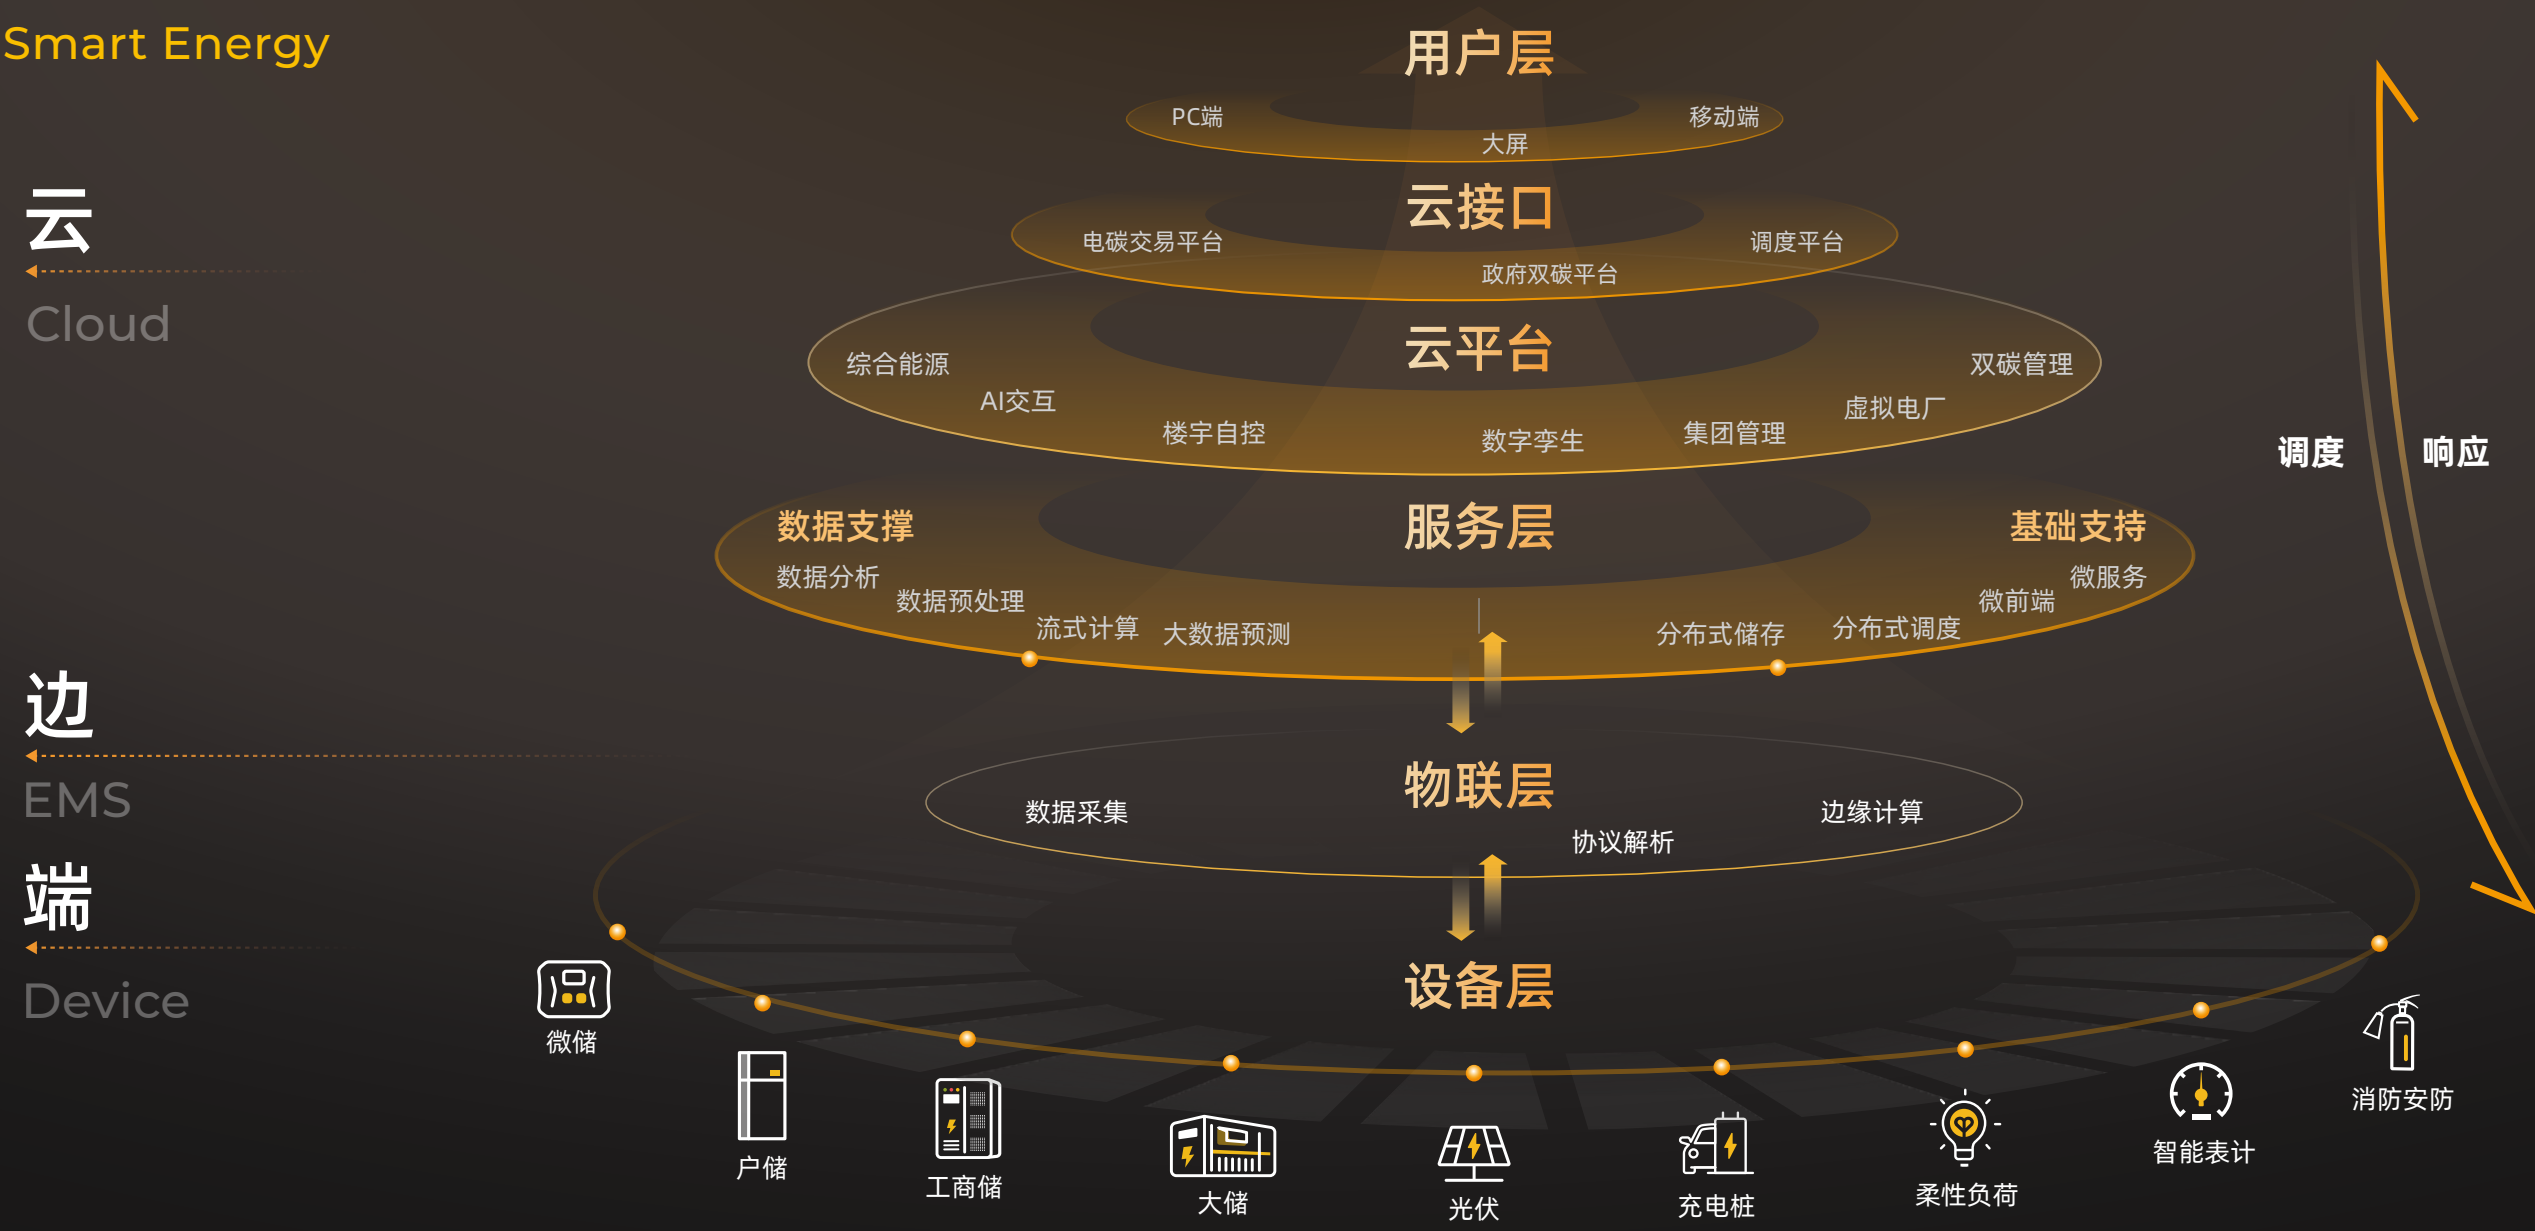 Smart Energy
用户层
PC端
移动端
大屏
云
云接口
电碳交易平台
调度平台
政府双碳平台
Cloud
云平台
综合能源
双碳管理
AI交互
虚拟电厂
楼宇自控
数字孪生
集团管理
调度
响应
服务层
数据支撑
基础支持
数据分析
微服务
数据预处理
微前端
流式计算
大数据预测
分布式储存
分布式调度
边
EMS
物联层
数据采集
边缘计算
协议解析
端
Device
设备层
微储
户储
工商储
大储
光伏
充电桩
柔性负荷
智能表计
消防安防